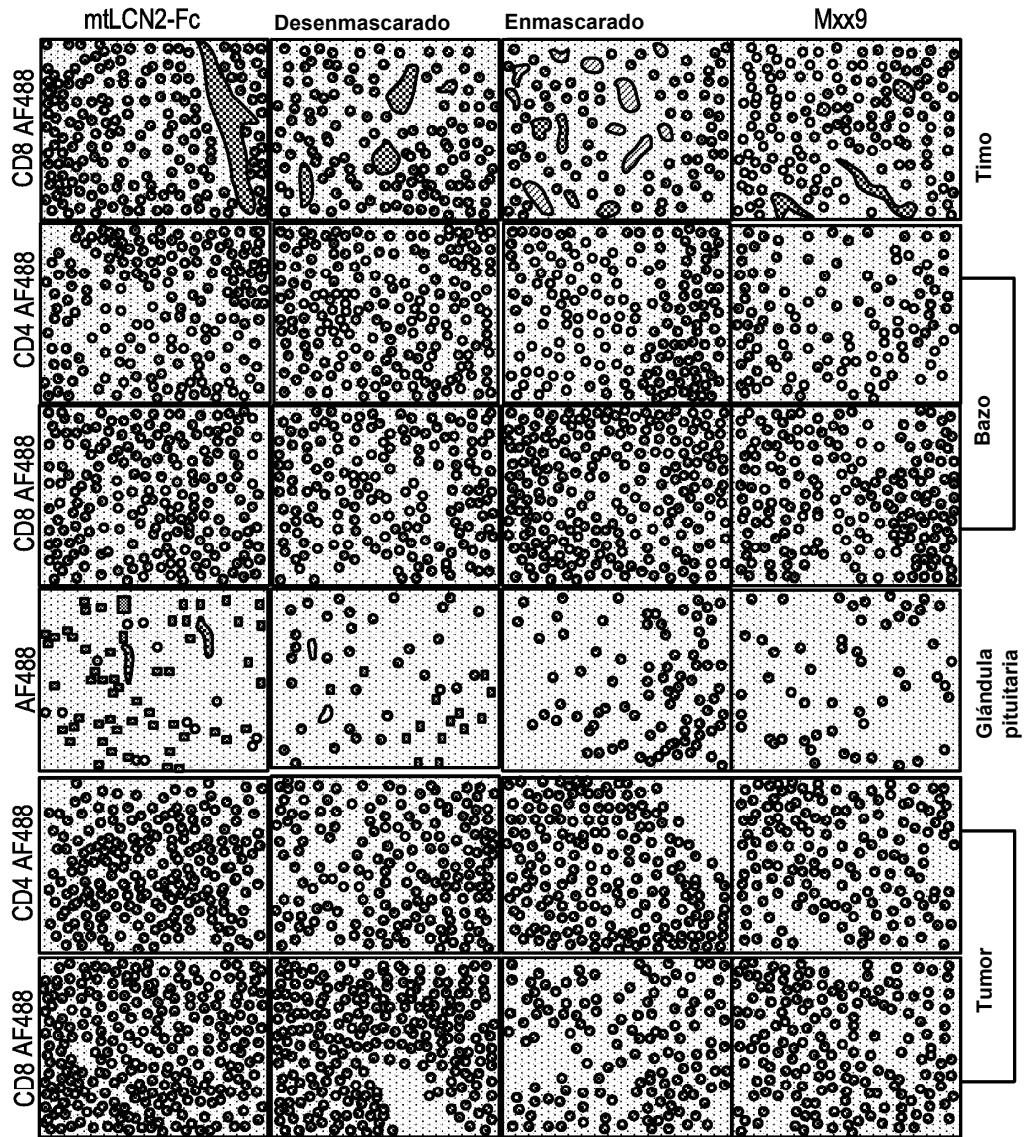 mtLCN2-Fc
Desenmascarado
Enmascarado
Mxx9
CD8 AF488
Timo
CD4 AF488
CD8 AF488
Bazo
AF488
Glándula
pituitaria
CD4 AF488
CD8 AF488
Tumor